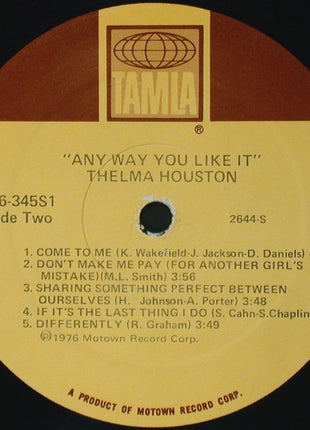 TAMLA
®
"ANY WAY YOU LIKE IT"
THELMA HOUSTON
6-345S1
de Two
2644-S
1. COME TO ME (K. Wakefield-J. Jackson-D. Daniels)
2. DON'T MAKE ME PAY (FOR ANOTHER GIRL'S
MISTAKE)(M.L. Smith) 3:56
3. SHARING SOMETHING PERFECT BETWEEN
OURSELVES (H. Johnson-A. Porter) 3:48
4. IF IT'S THE LAST THING I DO (S. Cahn-S.Chaplin
5. DIFFERENTLY (R. Graham) 3:49
℗©1976 Motown Record Corp.
A PRODUCT OF MOTOWN RECORD CORP.